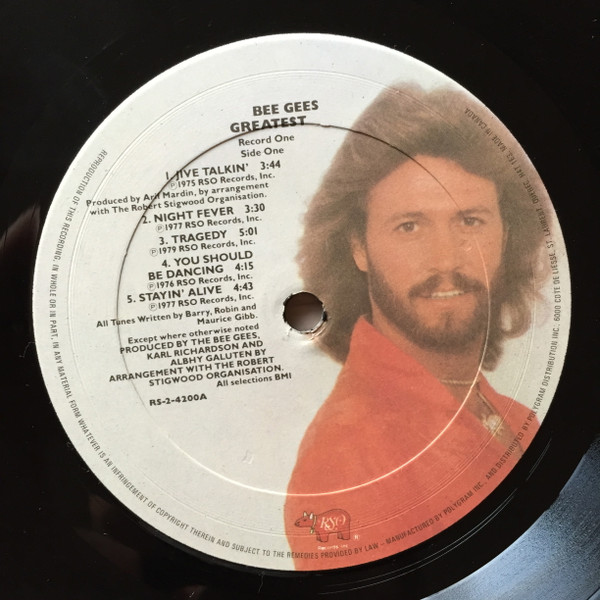 BEE GEES
GREATEST
Record One
Side One
1. JIVE TALKIN' 3:44
Ⓟ1975 RSO Records, Inc.
Produced by Arif Mardin, by arrangement
with The Robert Stigwood Organisation.
2. NIGHT FEVER 3:30
Ⓟ1977 RSO Records, Inc.
3. TRAGEDY 5:01
Ⓟ1979 RSO Records, Inc.
4. YOU SHOULD
BE DANCING 4:15
Ⓟ1976 RSO Records, Inc.
5. STAYIN' ALIVE 4:43
Ⓟ1977 RSO Records, Inc.
All Tunes Written by Barry, Robin and
Maurice Gibb.
Except where otherwise noted
PRODUCED BY THE BEE GEES,
KARL RICHARDSON AND
ALBHY GALUTEN BY
ARRANGEMENT WITH THE ROBERT
STIGWOOD ORGANISATION.
All selections BMI
RS-2-4200A
RSO
Records Inc.
®
REPRODUCTION OF THIS RECORDING, IN WHOLE OR IN PART, IN ANY MATERIAL FORM WHATEVER IS AN INFRINGEMENT OF COPYRIGHT THEREIN AND SUBJECT TO THE REMEDIES PROVIDED BY LAW – MANUFACTURED BY POLYGRAM INC. AND DISTRIBUTED BY POLYGRAM DISTRIBUTION INC. 6000 COTE DE LIESSE, ST. LAURENT QUEBEC, MADE IN CANADA